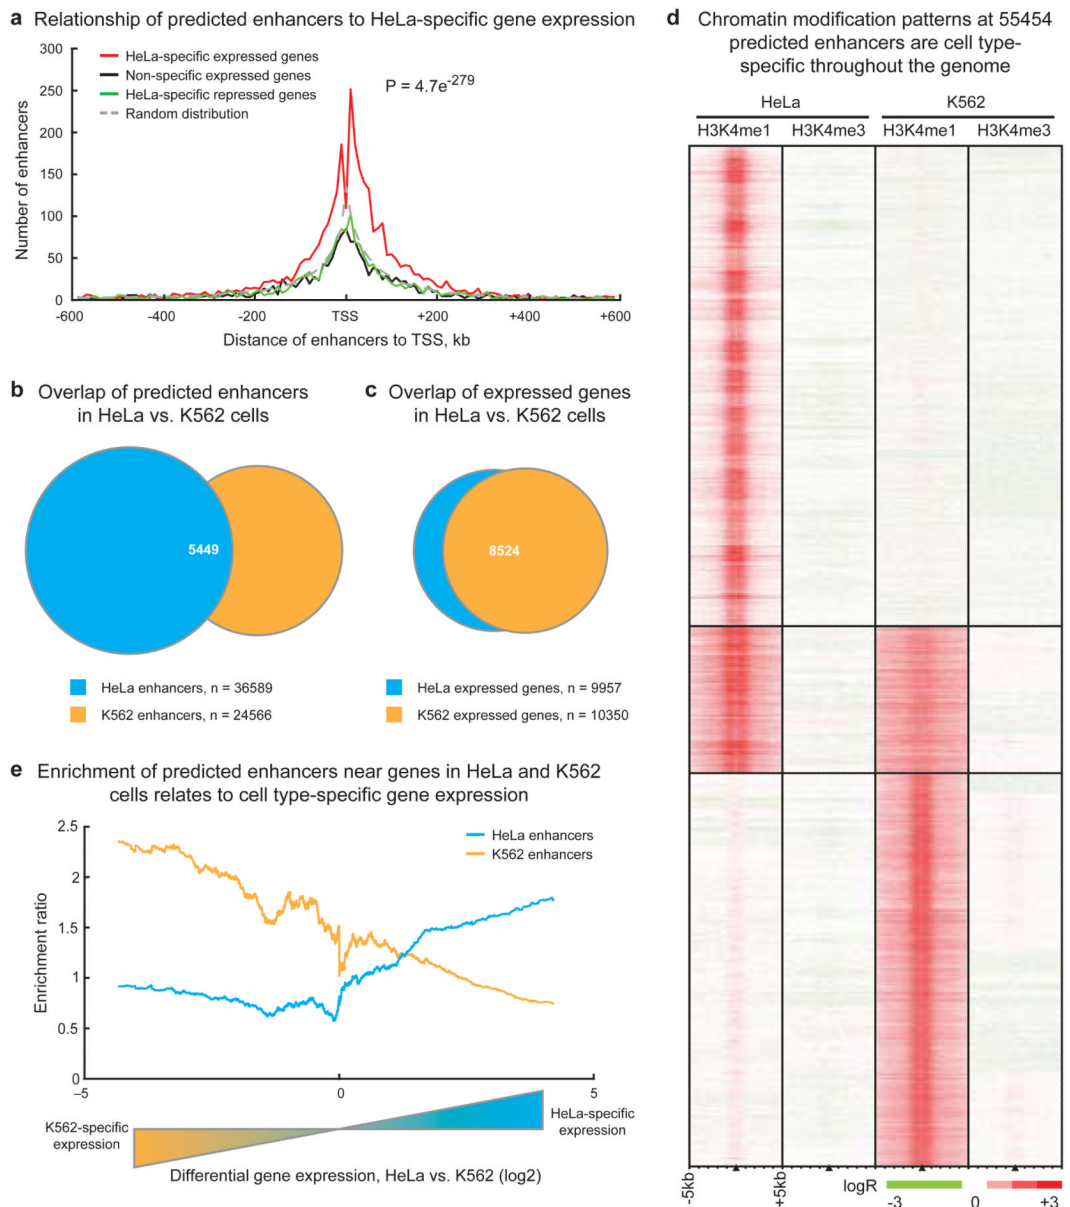 a Relationship of predicted enhancers to HeLa-specific gene expression
300
250
200
150
100
50
0
Number of enhancers
HeLa-specific expressed genes
Non-specific expressed genes
HeLa-specific repressed genes
Random distribution
P = 4.7e-279
-600
-400
-200
TSS
+200
+400
+600
Distance of enhancers to TSS, kb
b Overlap of predicted enhancers
in HeLa vs. K562 cells
5449
HeLa enhancers, n = 36589
K562 enhancers, n = 24566
c Overlap of expressed genes
in HeLa vs. K562 cells
8524
HeLa expressed genes, n = 9957
K562 expressed genes, n = 10350
d Chromatin modification patterns at 55454
predicted enhancers are cell type-
specific throughout the genome
HeLa
K562
H3K4me1
H3K4me3
H3K4me1
H3K4me3
-5kb
+5kb
logR
-3
0
+3
e Enrichment of predicted enhancers near genes in HeLa and K562
cells relates to cell type-specific gene expression
2.5
2
1.5
1
0.5
0
Enrichment ratio
HeLa enhancers
K562 enhancers
–5
0
5
K562-specific
expression
HeLa-specific
expression
Differential gene expression, HeLa vs. K562 (log2)